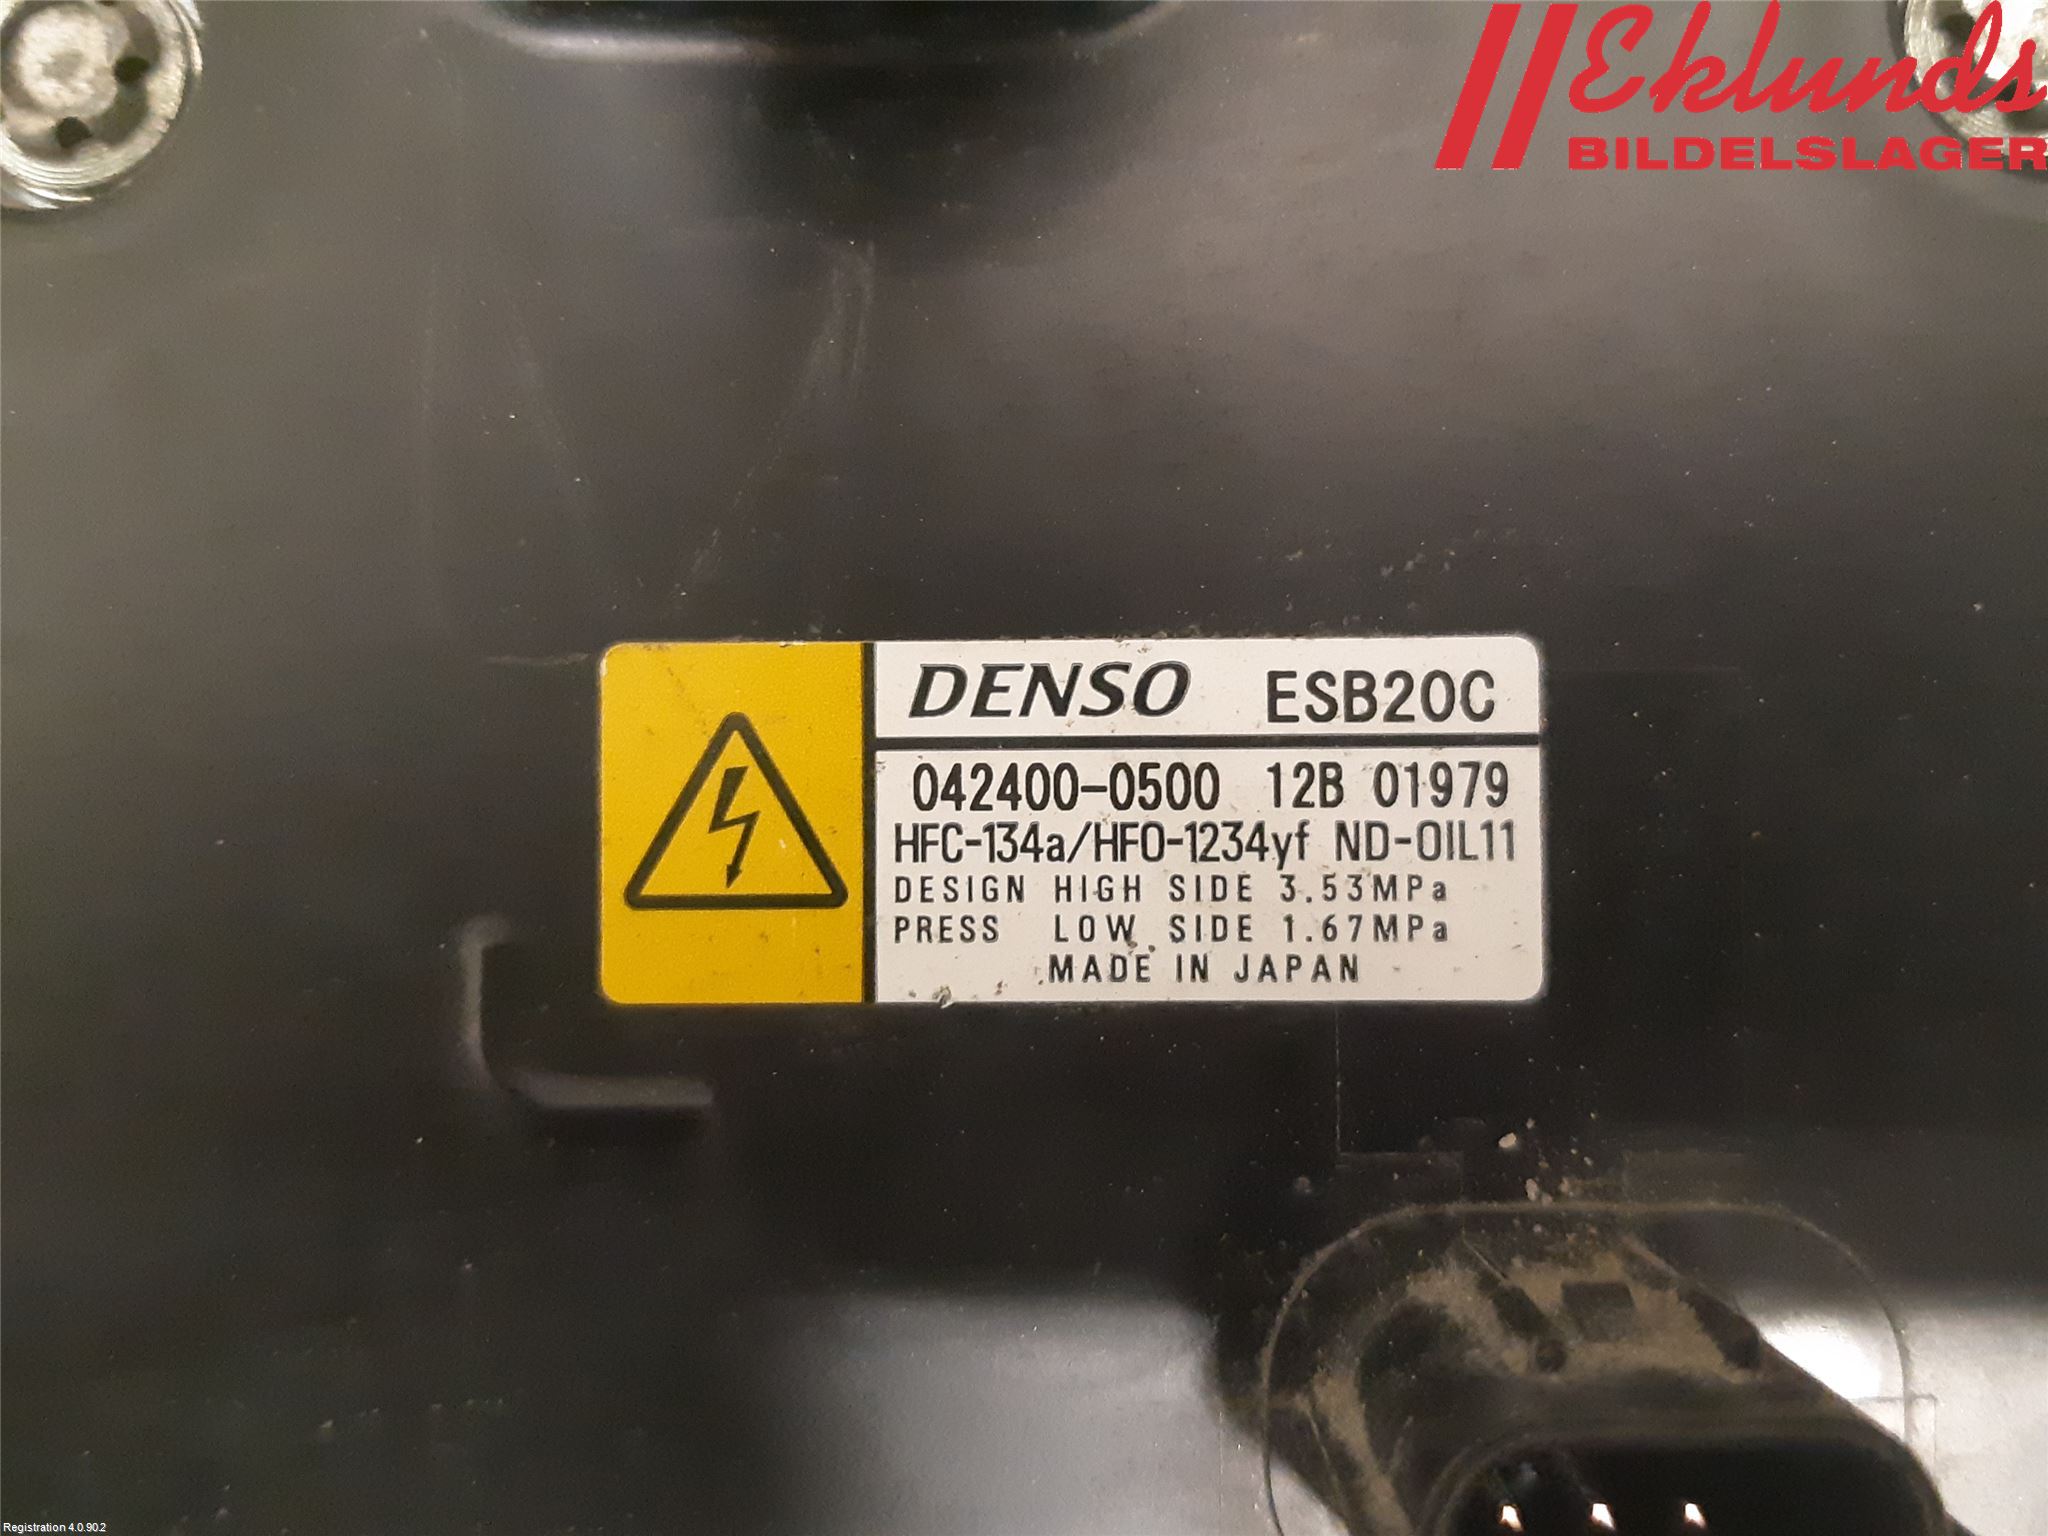 Eklunds
BILDELSLAGER
DENSO ESB20C
042400-0500 12B 01979
HFC-134a/HFO-1234yf ND-OIL11
DESIGN HIGH SIDE 3.53MPa
PRESS LOW SIDE 1.67MPa
MADE IN JAPAN
Registration 4.0.90.2